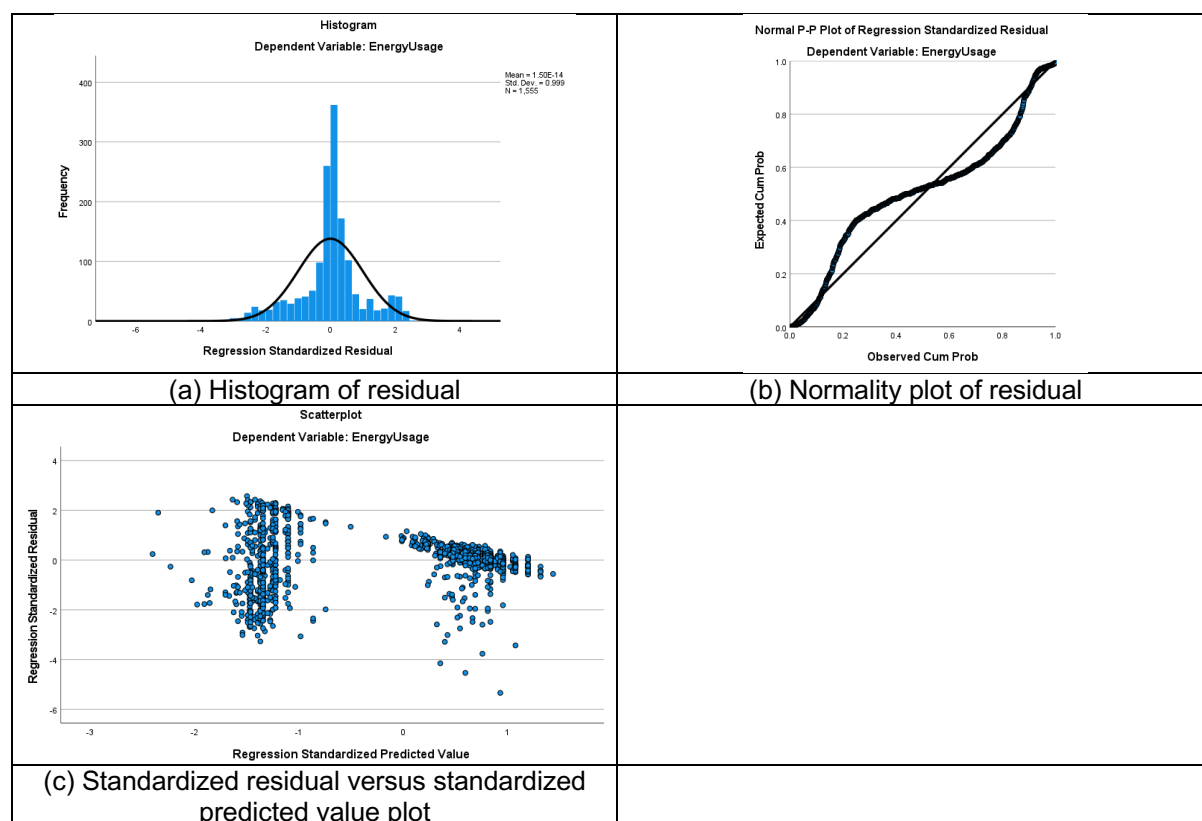 Histogram
Dependent Variable: EnergyUsage
Mean = 1.50E-14
Std. Dev. = 0.999
N = 1,555
400
300
200
100
0
Frequency
-6
-4
-2
0
2
4
Regression Standardized Residual
(a) Histogram of residual
Normal P-P Plot of Regression Standardized Residual
Dependent Variable: EnergyUsage
1.0
0.8
0.6
0.4
0.2
0.0
Expected Cum Prob
0.0
0.2
0.4
0.6
0.8
1.0
Observed Cum Prob
(b) Normality plot of residual
Scatterplot
Dependent Variable: EnergyUsage
4
2
0
-2
-4
-6
Regression Standardized Residual
-3
-2
-1
0
1
Regression Standardized Predicted Value
(c) Standardized residual versus standardized
predicted value plot